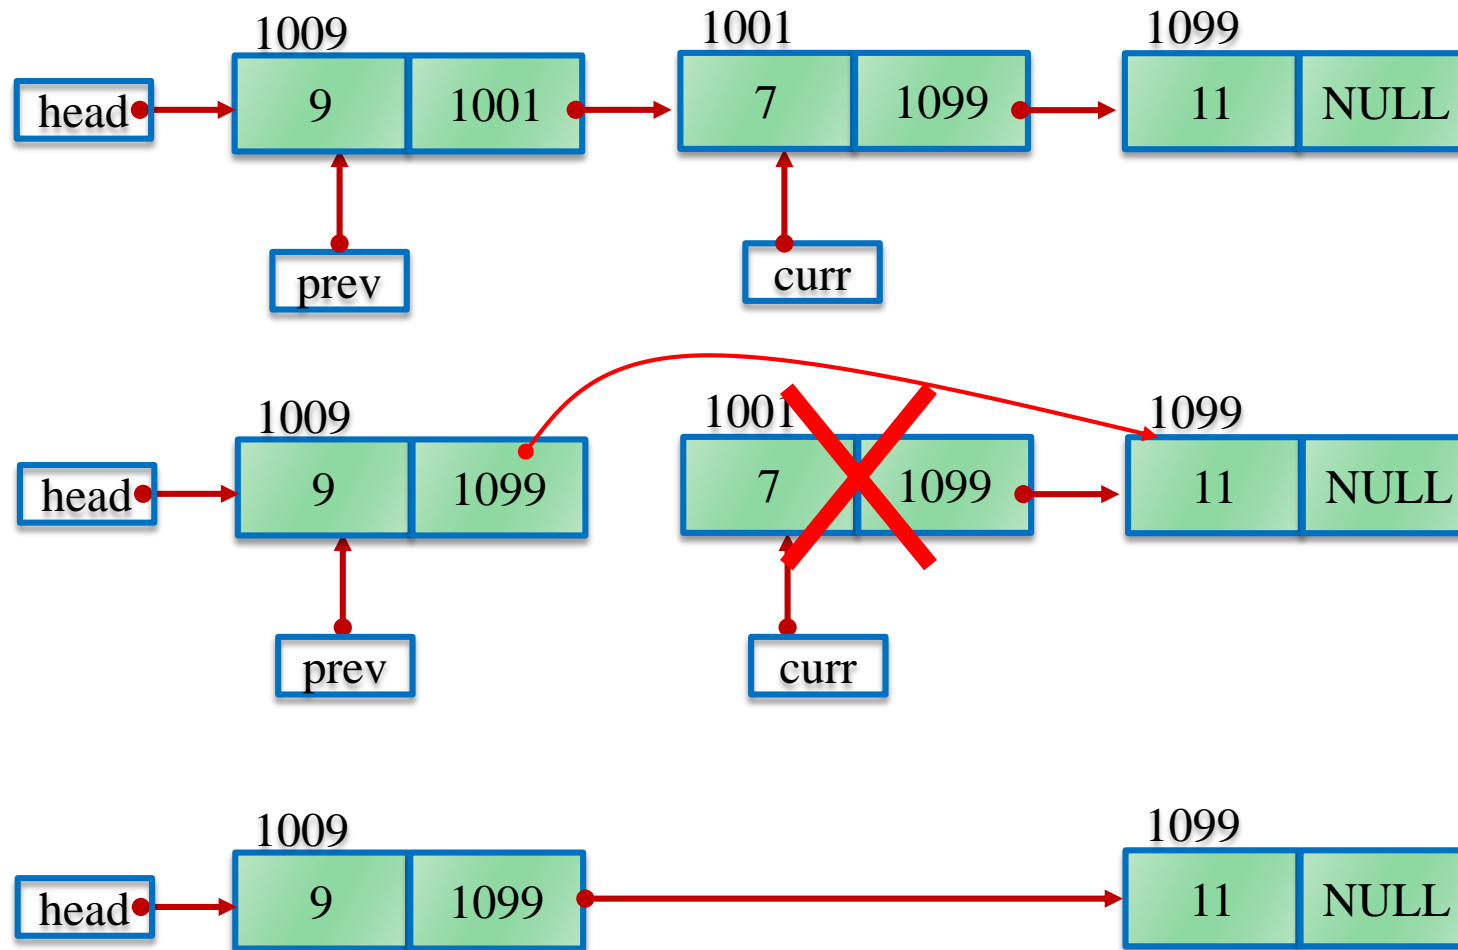 1009 1001 1099
head 9 1001 7 1099 11 NULL
prev curr
1009 1001 1099
head 9 1099 7 1099 11 NULL
prev curr
1009 1099
head 9 1099 11 NULL